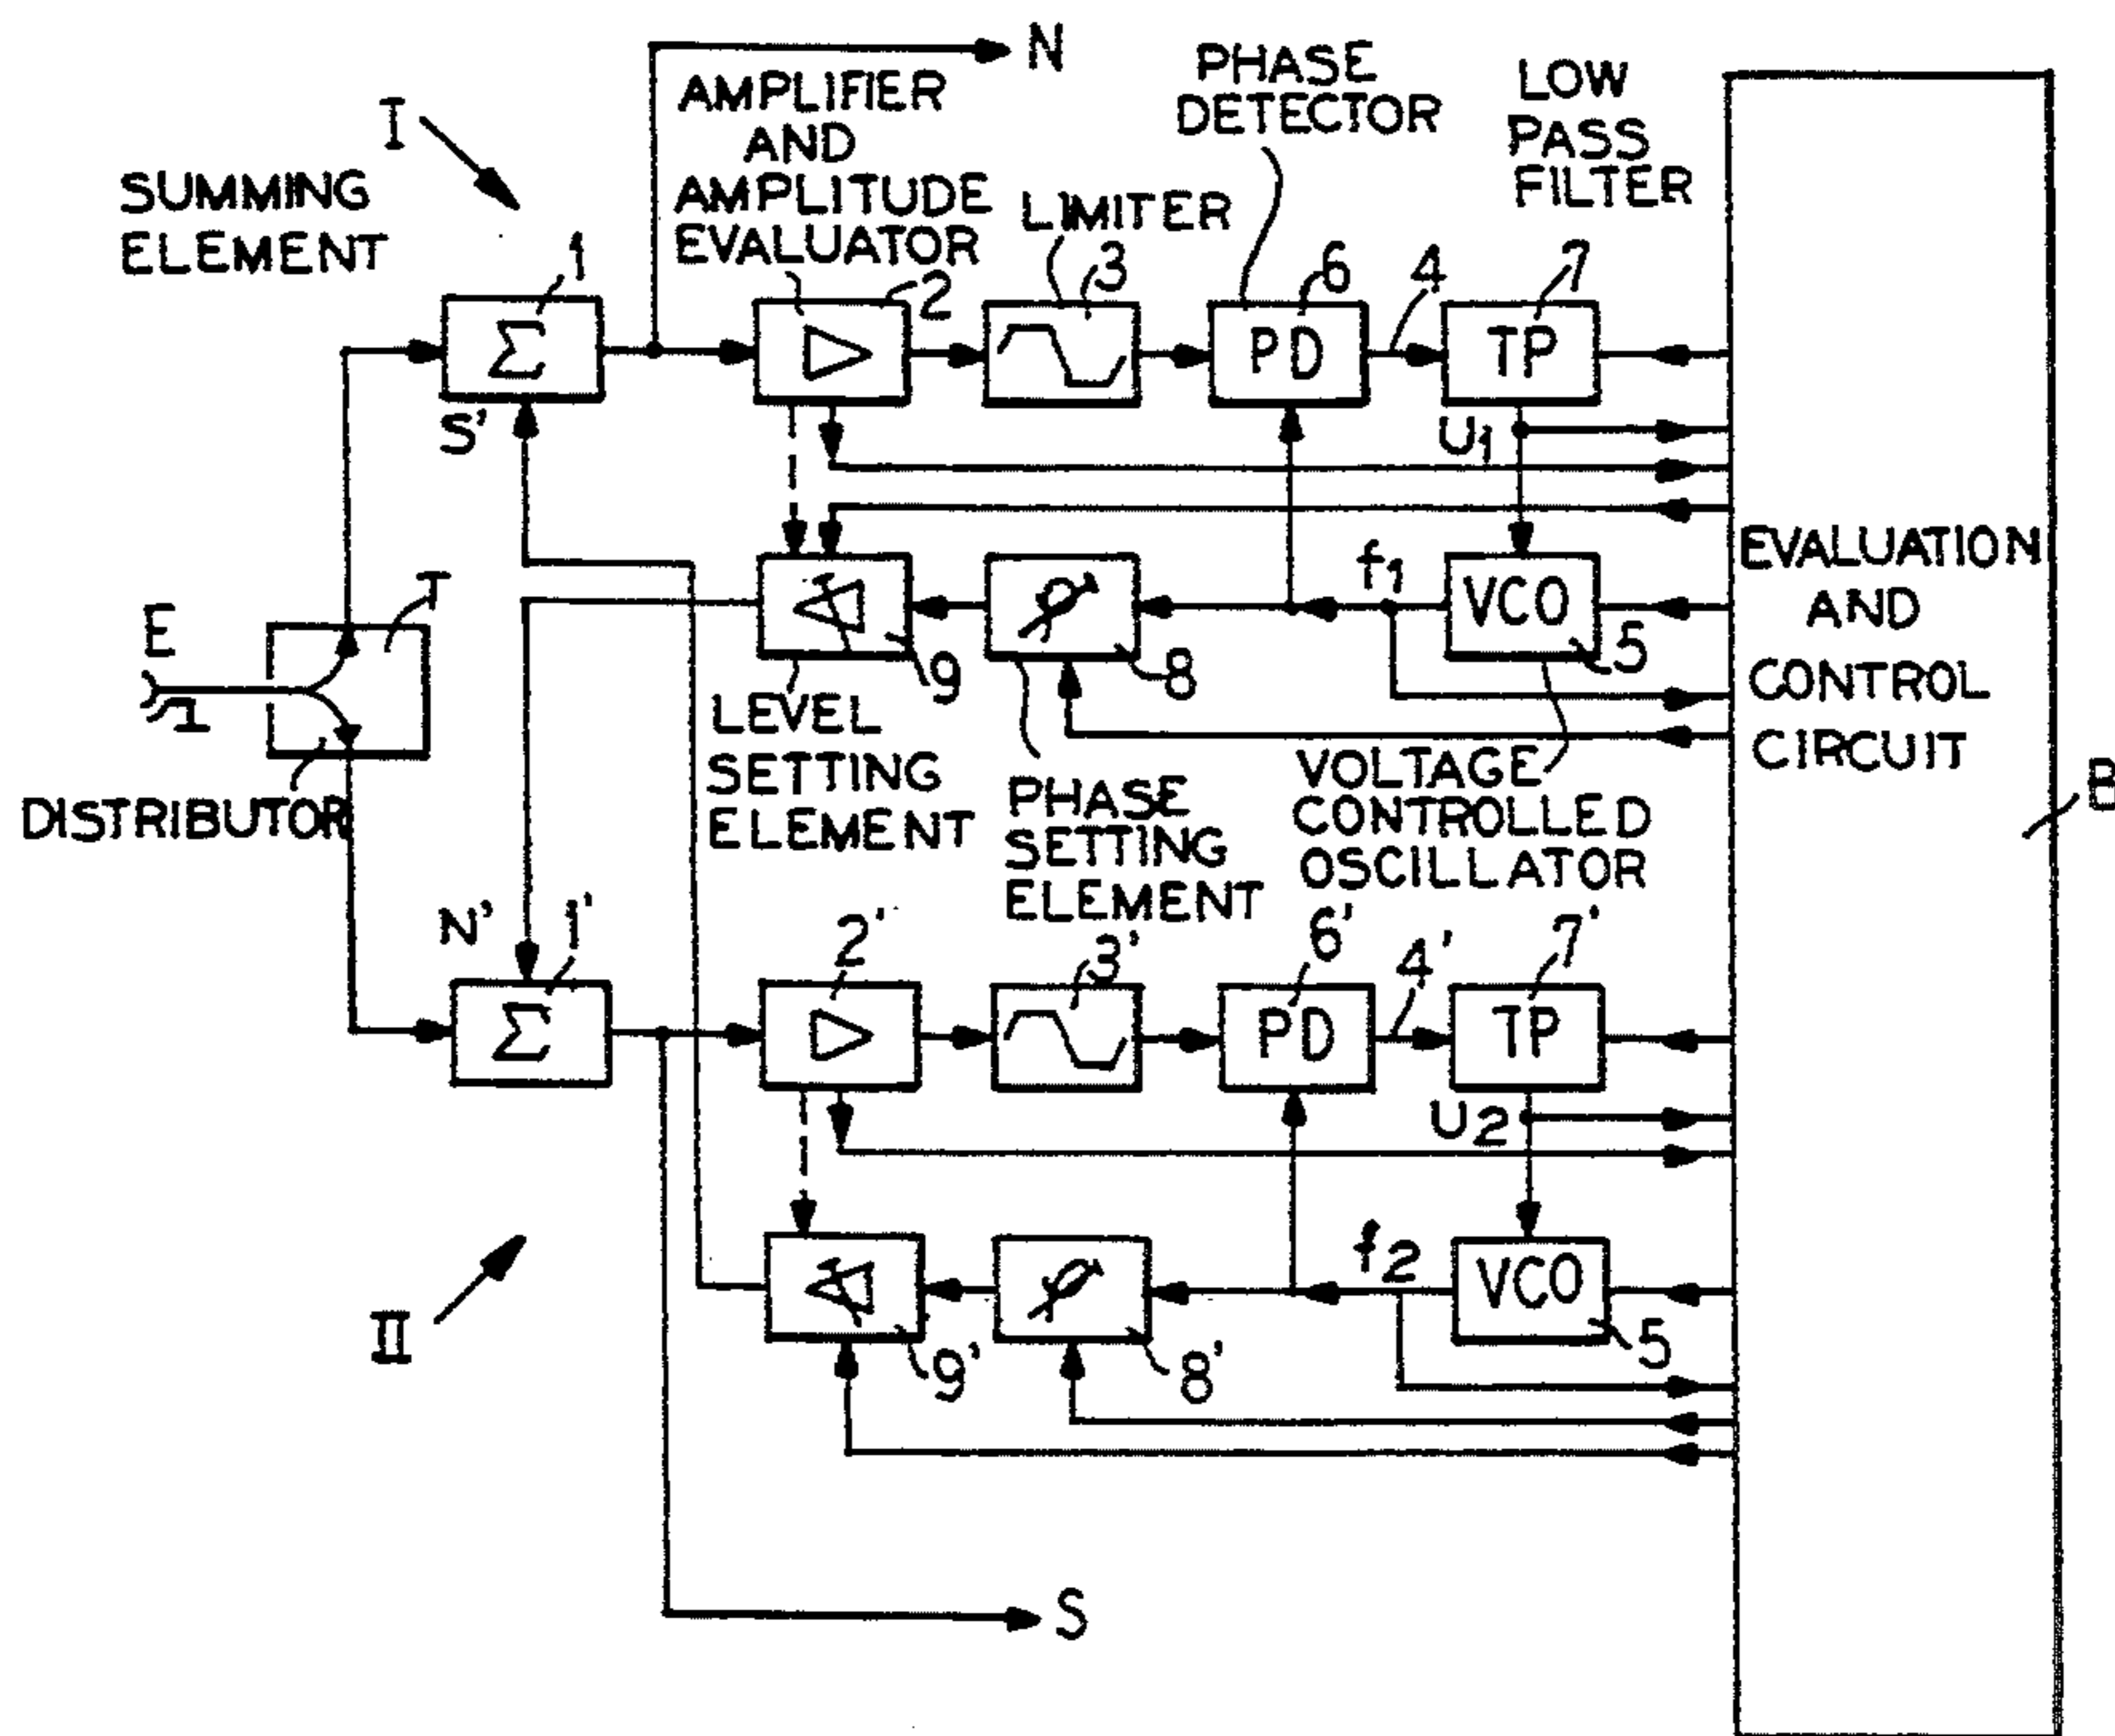 N
I
SUMMING
ELEMENT
AMPLIFIER
AND
AMPLITUDE
EVALUATOR
LIMITER
PHASE
DETECTOR
LOW
PASS
FILTER
1
2
3
6
4
7
Σ
PD
TP
S'
U1
E
T
1
DISTRIBUTOR
9
LEVEL
SETTING
ELEMENT
φ
8
PHASE
SETTING
ELEMENT
f1
VCO
5
VOLTAGE
CONTROLLED
OSCILLATOR
EVALUATION
AND
CONTROL
CIRCUIT
B
N'
1'
2'
3'
6'
4'
7'
Σ
PD
TP
U2
II
9'
φ
8'
f2
VCO
5
S